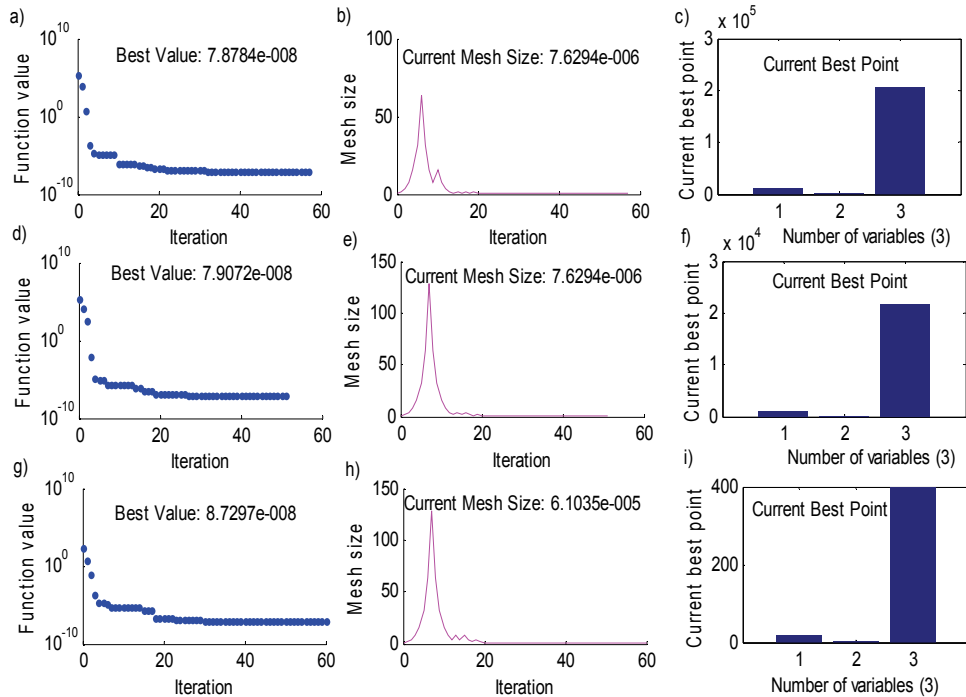 a)
10^10
10^0
10^-10
Function value
Best Value: 7.8784e-008
0 20 40 60
Iteration
b)
100
50
0
Mesh size
Current Mesh Size: 7.6294e-006
0 20 40 60
Iteration
c)
x 10^5
3
2
1
0
Current best point
Current Best Point
1 2 3
Number of variables (3)
d)
10^10
10^0
10^-10
Function value
Best Value: 7.9072e-008
0 20 40 60
Iteration
e)
150
100
50
0
Mesh size
Current Mesh Size: 7.6294e-006
0 20 40 60
Iteration
f)
x 10^4
3
2
1
0
Current best point
Current Best Point
1 2 3
Number of variables (3)
g)
10^10
10^0
10^-10
Function value
Best Value: 8.7297e-008
0 20 40 60
Iteration
h)
150
100
50
0
Mesh size
Current Mesh Size: 6.1035e-005
0 20 40 60
Iteration
i)
400
200
0
Current best point
Current Best Point
1 2 3
Number of variables (3)